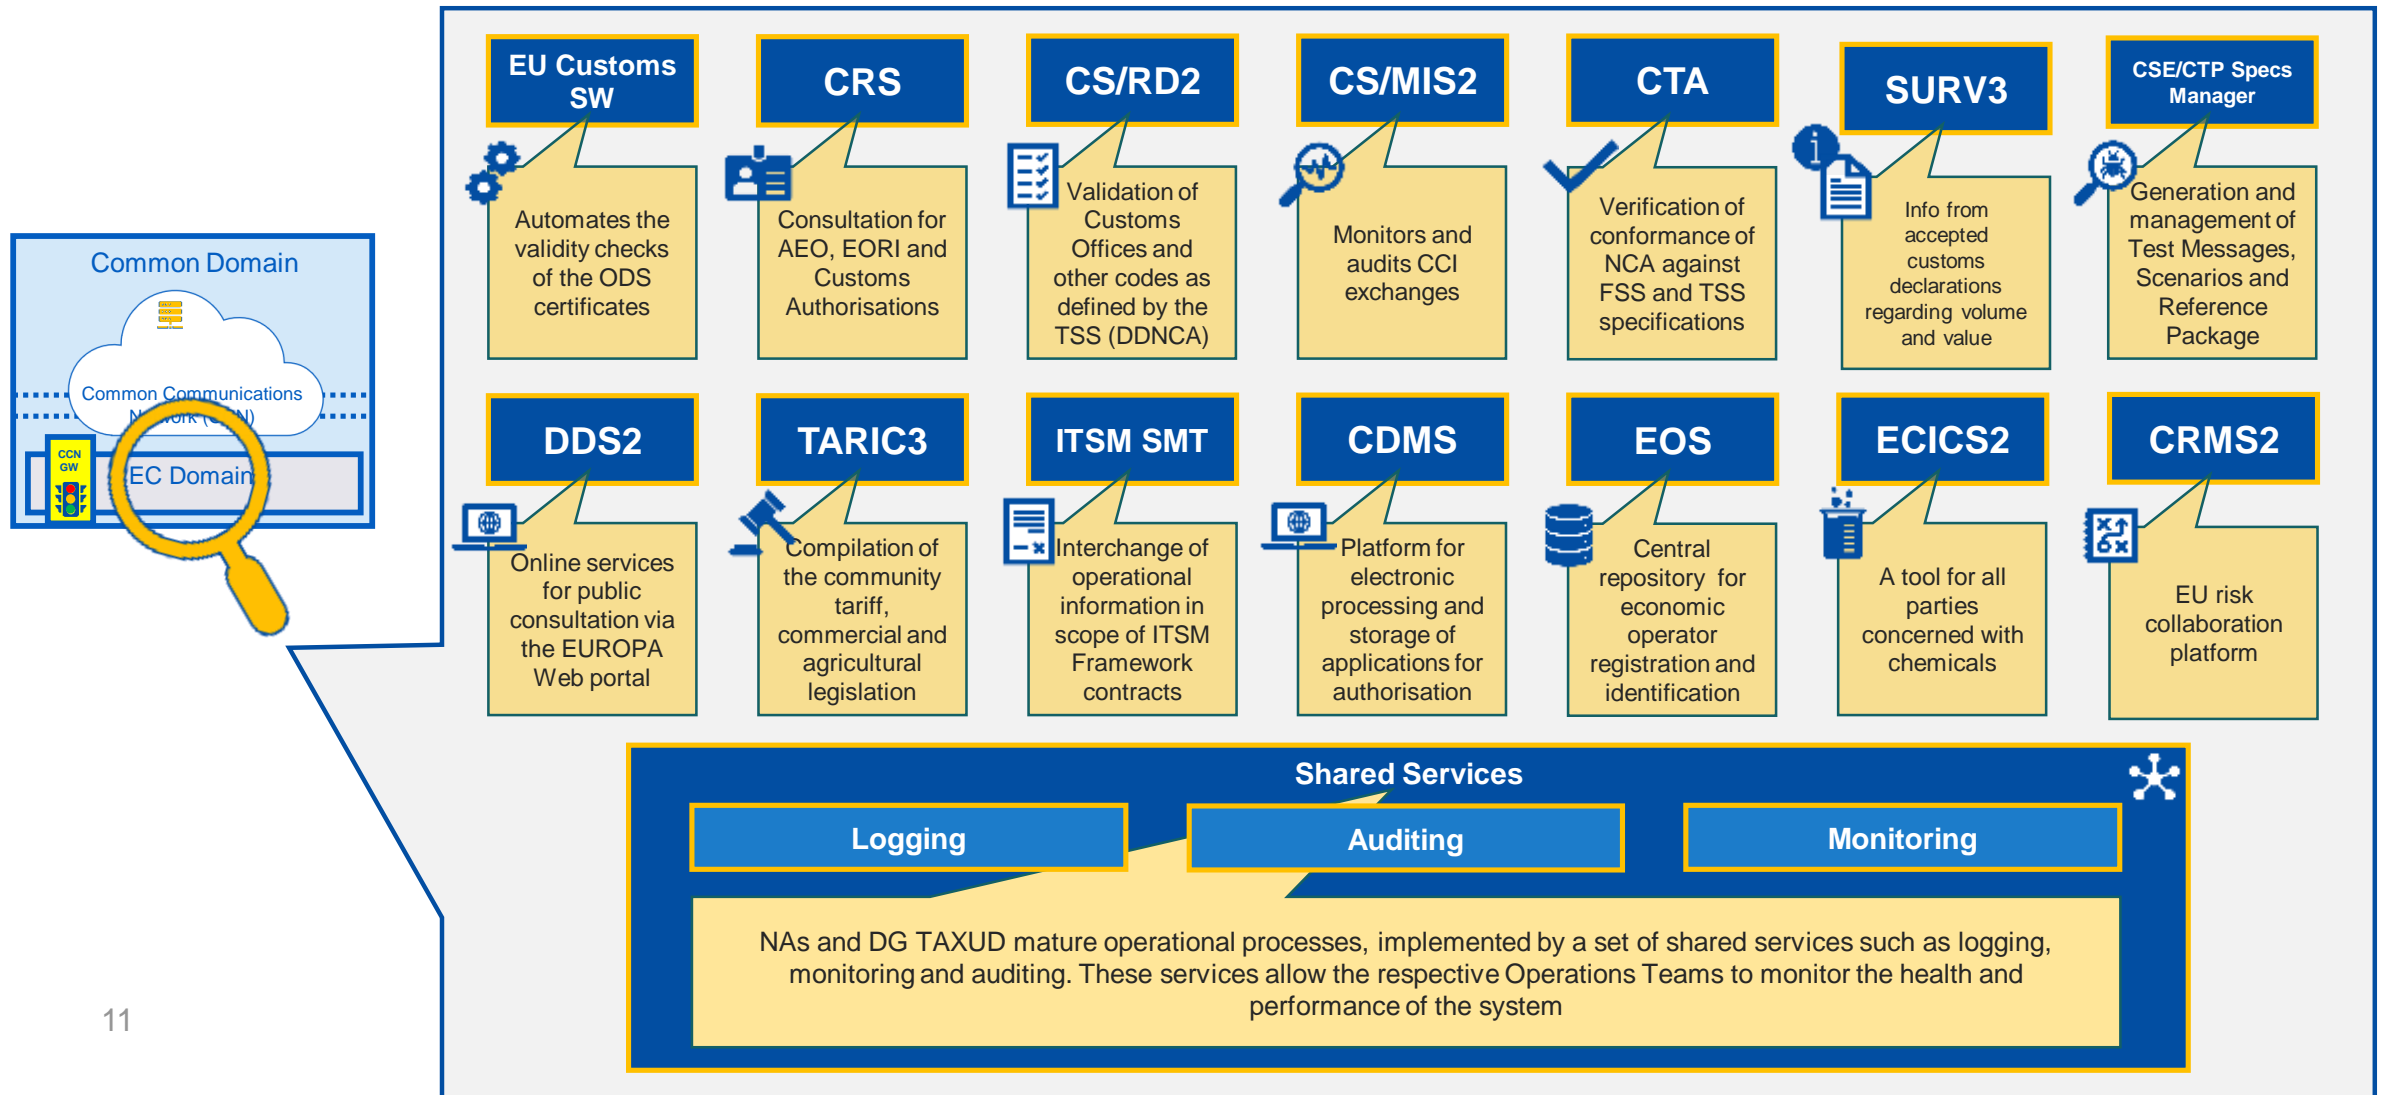 Common Domain
Common Communications
Network (CCN)
CCN
GW
EC Domain
EU Customs
SW
Automates the
validity checks
of the ODS
certificates
CRS
Consultation for
AEO, EORI and
Customs
Authorisations
CS/RD2
Validation of
Customs
Offices and
other codes as
defined by the
TSS (DDNCA)
CS/MIS2
Monitors and
audits CCI
exchanges
CTA
Verification of
conformance of
NCA against
FSS and TSS
specifications
SURV3
Info from
accepted
customs
declarations
regarding volume
and value
CSE/CTP Specs
Manager
Generation and
management of
Test Messages,
Scenarios and
Reference
Package
DDS2
Online services
for public
consultation via
the EUROPA
Web portal
TARIC3
Compilation of
the community
tariff,
commercial and
agricultural
legislation
ITSM SMT
Interchange of
operational
information in
scope of ITSM
Framework
contracts
CDMS
Platform for
electronic
processing and
storage of
applications for
authorisation
EOS
Central
repository for
economic
operator
registration and
identification
ECICS2
A tool for all
parties
concerned with
chemicals
CRMS2
EU risk
collaboration
platform
Shared Services
Logging
Auditing
Monitoring
NAs and DG TAXUD mature operational processes, implemented by a set of shared services such as logging,
monitoring and auditing. These services allow the respective Operations Teams to monitor the health and
performance of the system
11